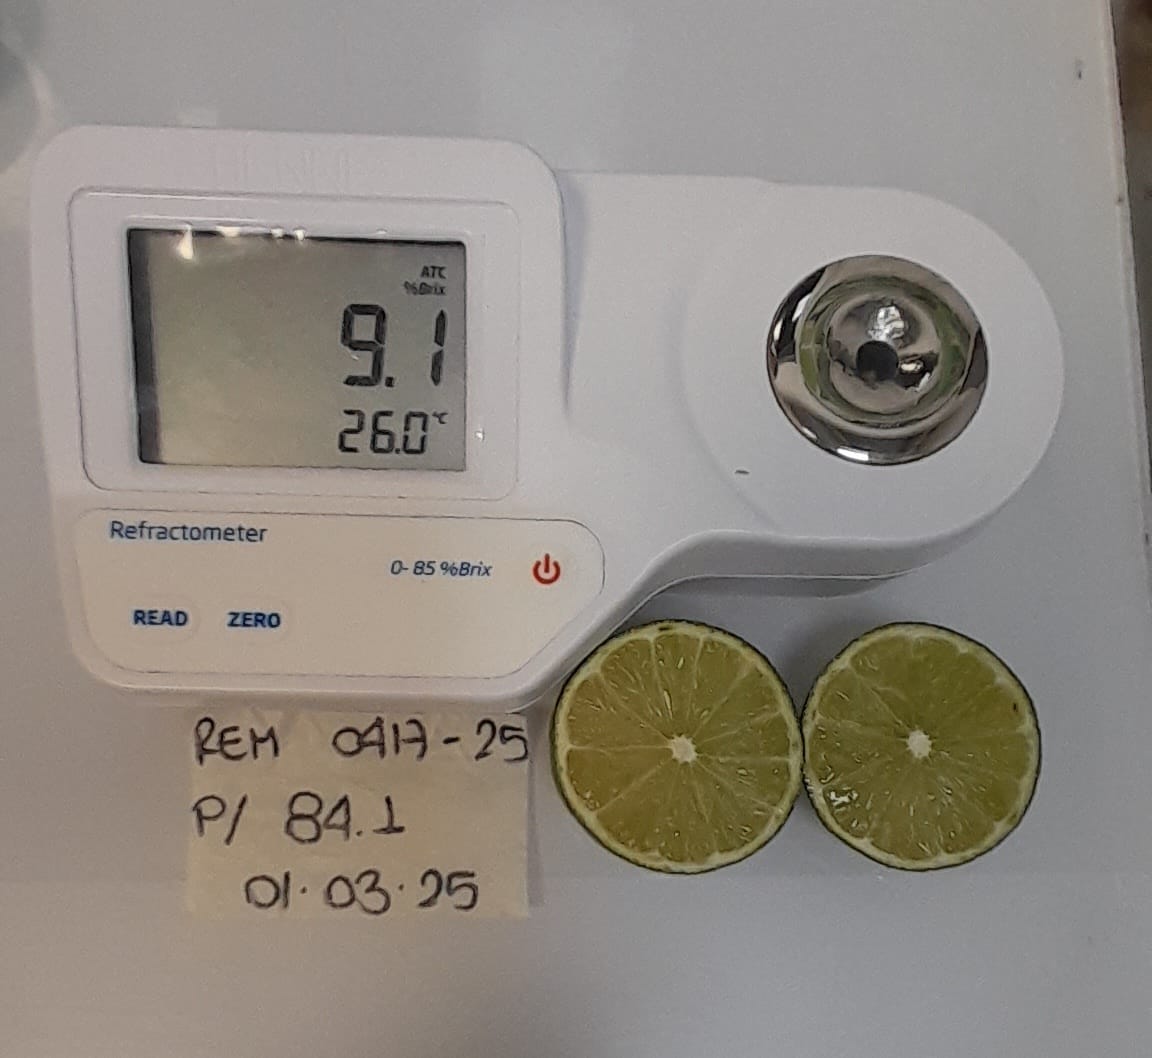 ATC
%Brix
9.1
26.0°C
Refractometer
0-85 %Brix
READ ZERO
REM 0417-25
P/ 84.1
01.03.25